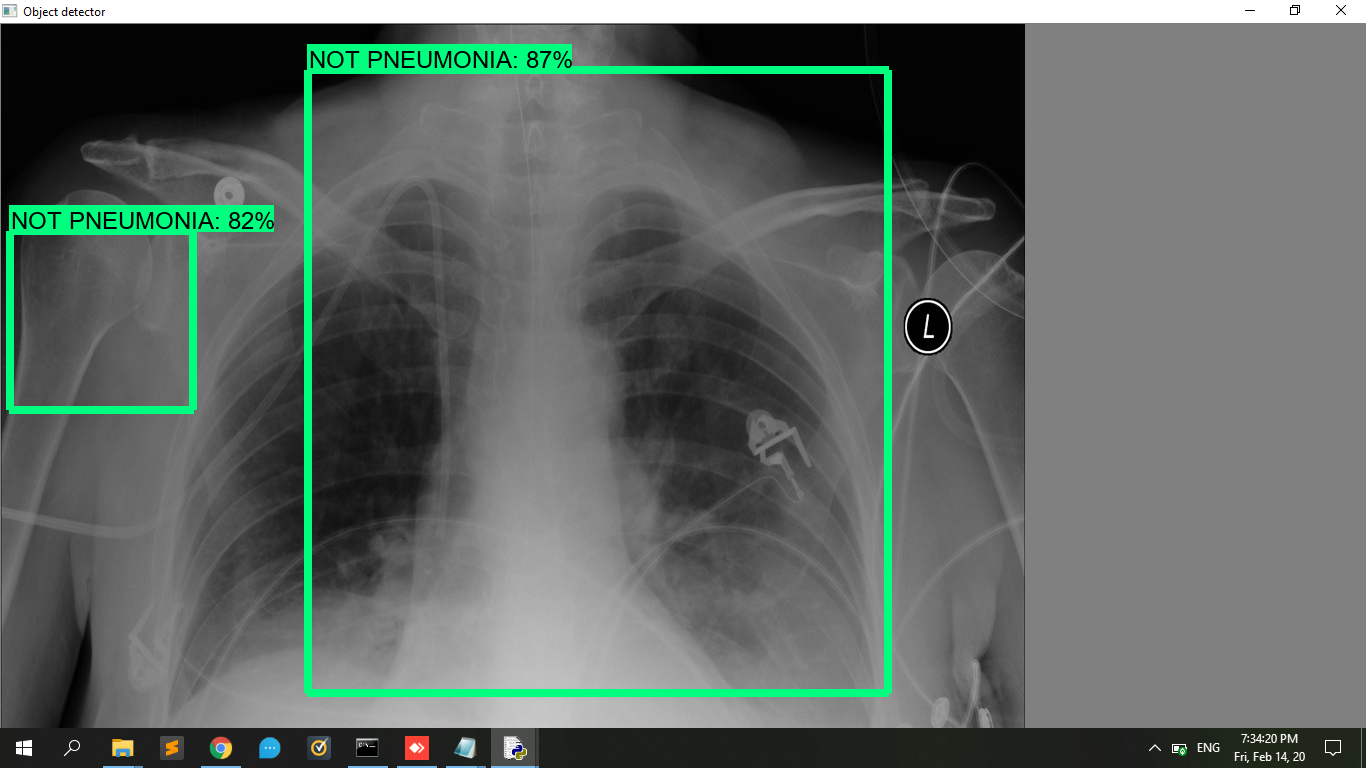 Object detector
NOT PNEUMONIA: 87%
NOT PNEUMONIA: 82%
L
ENG
7:34:20 PM
Fri, Feb 14, 20